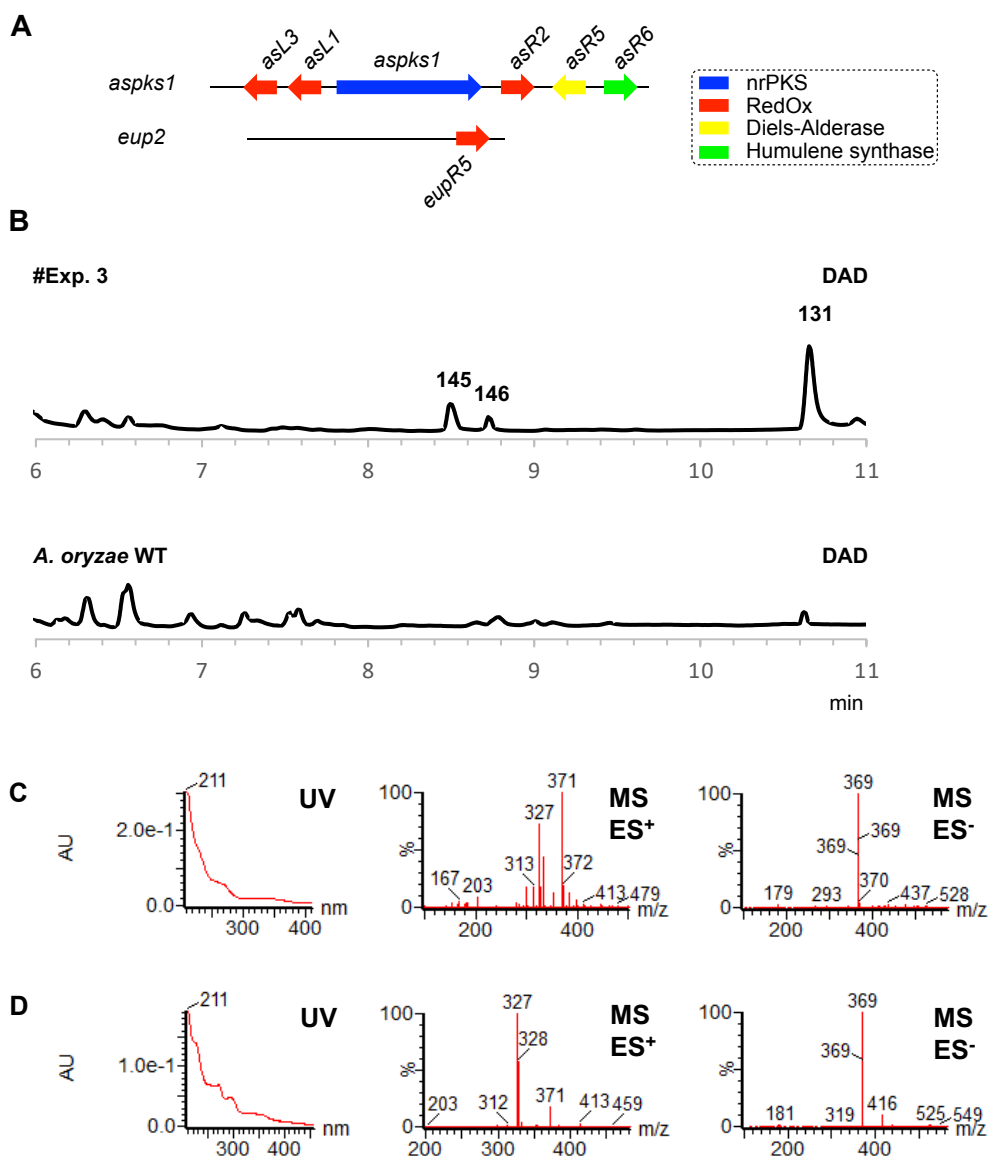 A
asL3 asL1 aspks1 asR2 asR5 asR6
aspks1
eup2
eupR5
nrPKS
RedOx
Diels-Alderase
Humulene synthase
B
#Exp. 3
DAD
145
146
131
6 7 8 9 10 11
A. oryzae WT
DAD
6 7 8 9 10 11
min
C
211
UV
AU
2.0e-1
0.0
300 400 nm
MS
ES+
100
%
0
371
327
313
372
167
203
413
479
200 400 m/z
MS
ES-
100
%
0
369
369
369
370
179
293
437
528
200 400 m/z
D
211
UV
AU
1.0e-1
0.0
300 400 nm
MS
ES+
100
%
0
327
328
371
203
312
413
459
200 300 400 m/z
MS
ES-
100
%
0
369
369
416
181
319
525
549
200 400 m/z